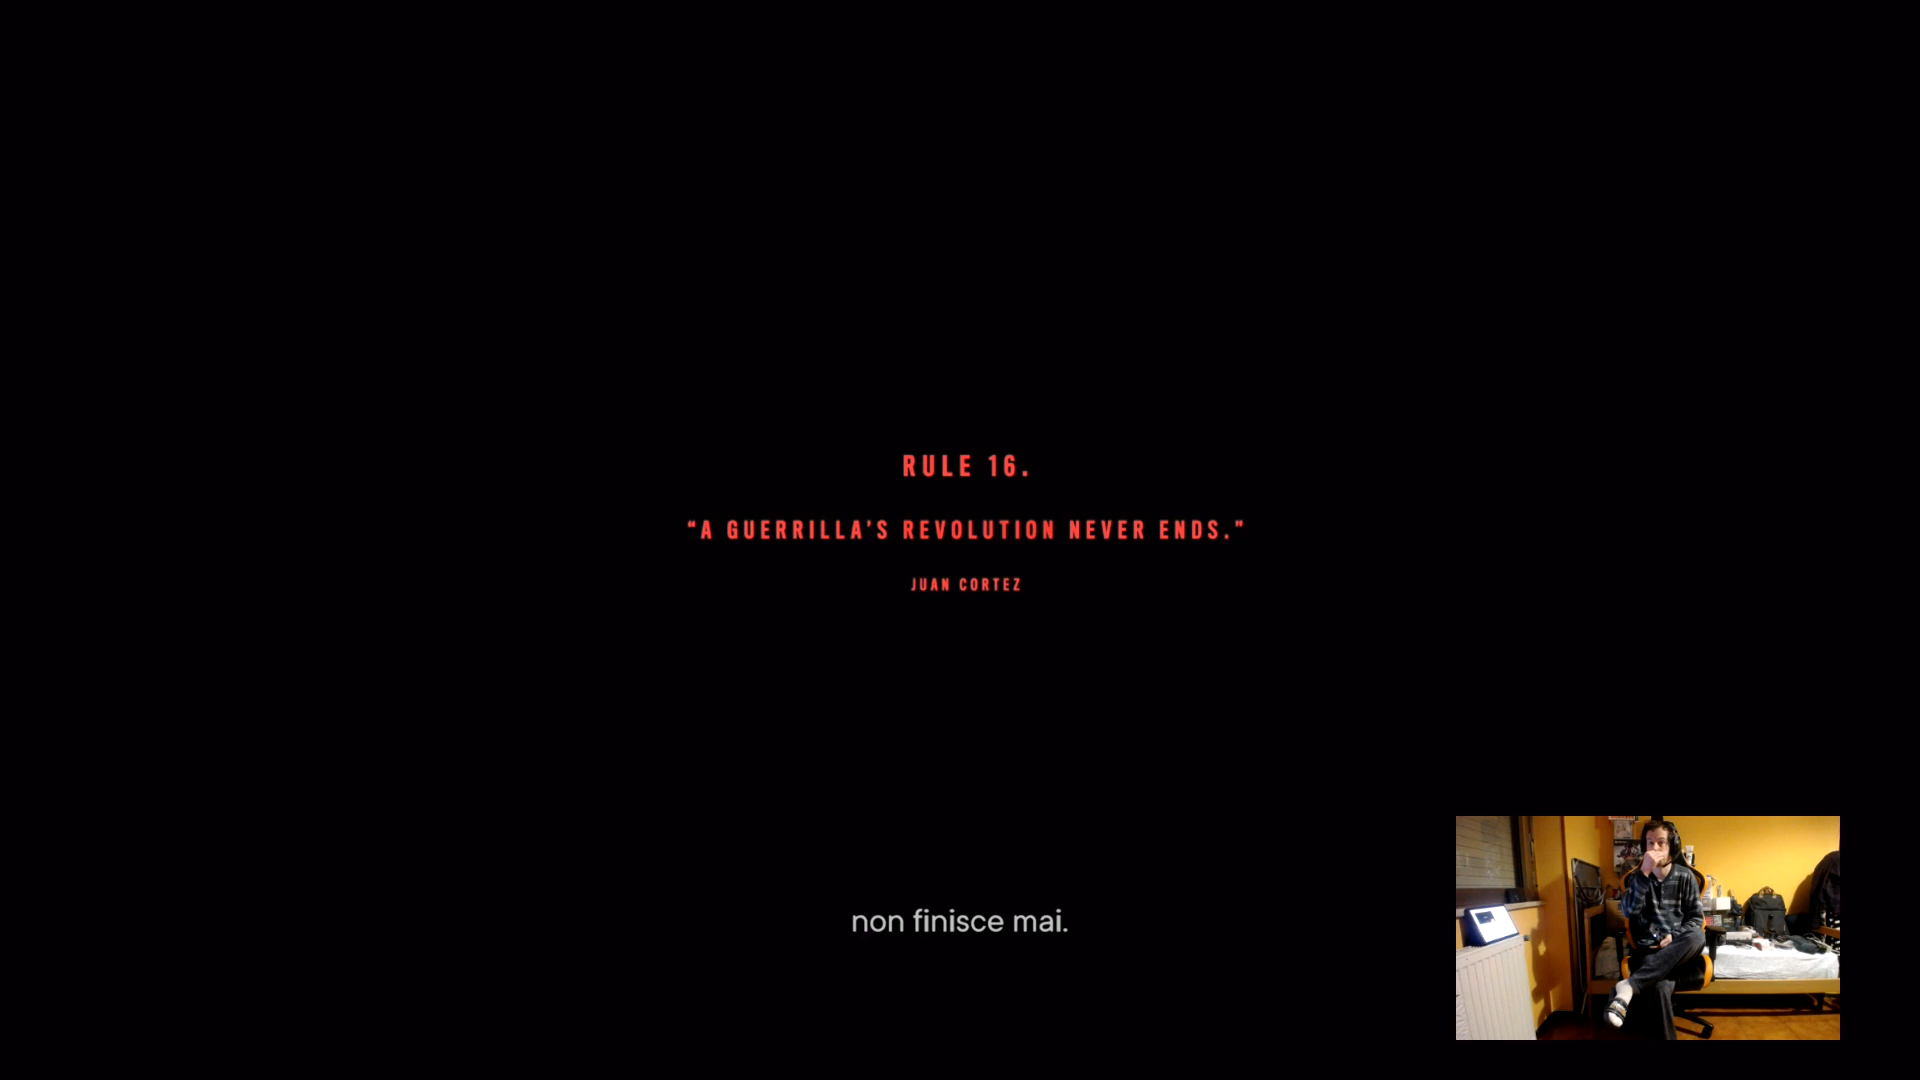 RULE 16.
“A GUERRILLA’S REVOLUTION NEVER ENDS.”
JUAN CORTEZ
non finisce mai.